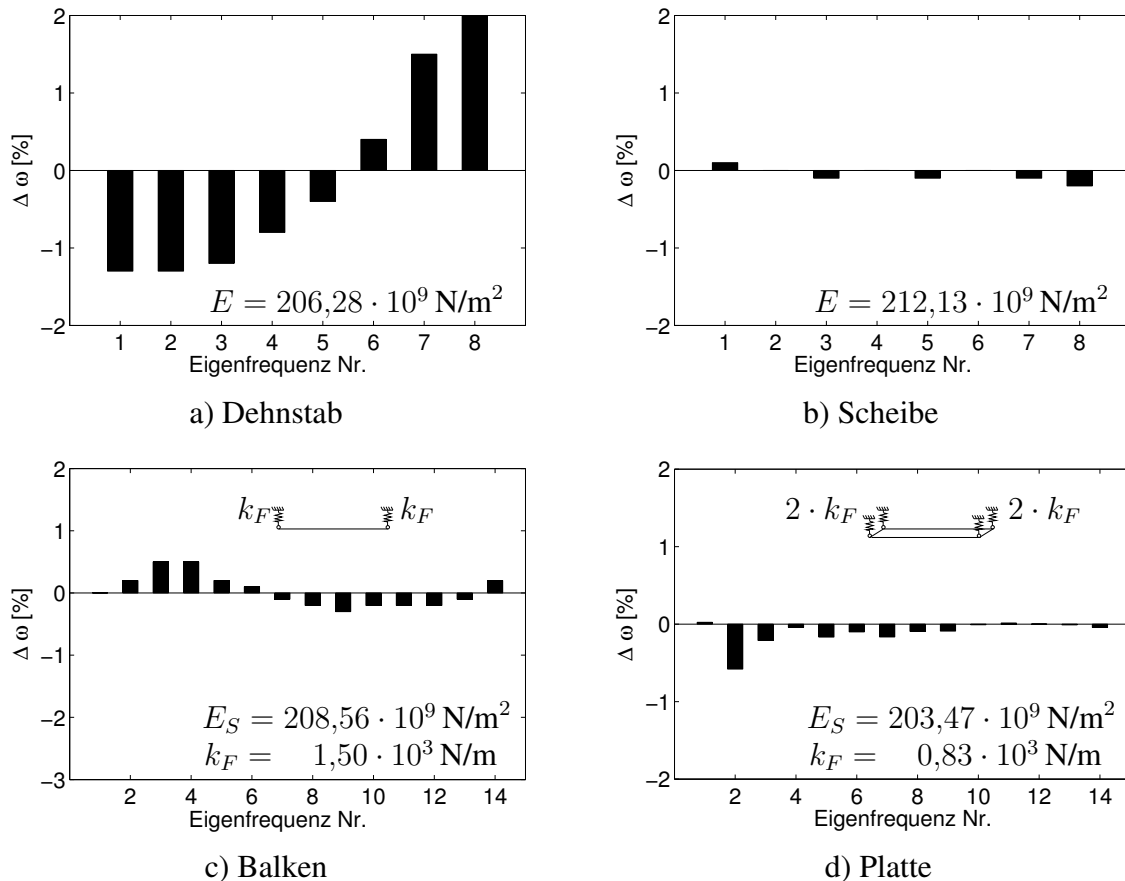 2
1
0
−1
−2
Δ ω [%]
E = 206,28 · 10⁹ N/m²
1 2 3 4 5 6 7 8
Eigenfrequenz Nr.
a) Dehnstab
2
1
0
−1
−2
Δ ω [%]
E = 212,13 · 10⁹ N/m²
1 2 3 4 5 6 7 8
Eigenfrequenz Nr.
b) Scheibe
2
1
0
−1
−2
−3
Δ ω [%]
k_F k_F
E_S = 208,56 · 10⁹ N/m²
k_F = 1,50 · 10³ N/m
2 4 6 8 10 12 14
Eigenfrequenz Nr.
c) Balken
2
1
0
−1
−2
Δ ω [%]
2 · k_F 2 · k_F
E_S = 203,47 · 10⁹ N/m²
k_F = 0,83 · 10³ N/m
2 4 6 8 10 12 14
Eigenfrequenz Nr.
d) Platte